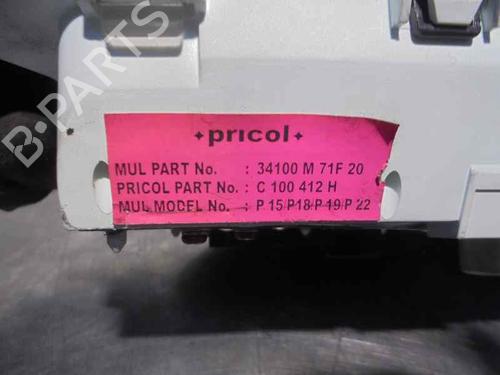 B-PARTS
✦pricol✦
MUL PART No. : 34100 M 71F 20
PRICOL PART No. : C 100 412 H
MUL MODEL No. : P 15 P18 P 19 P 22